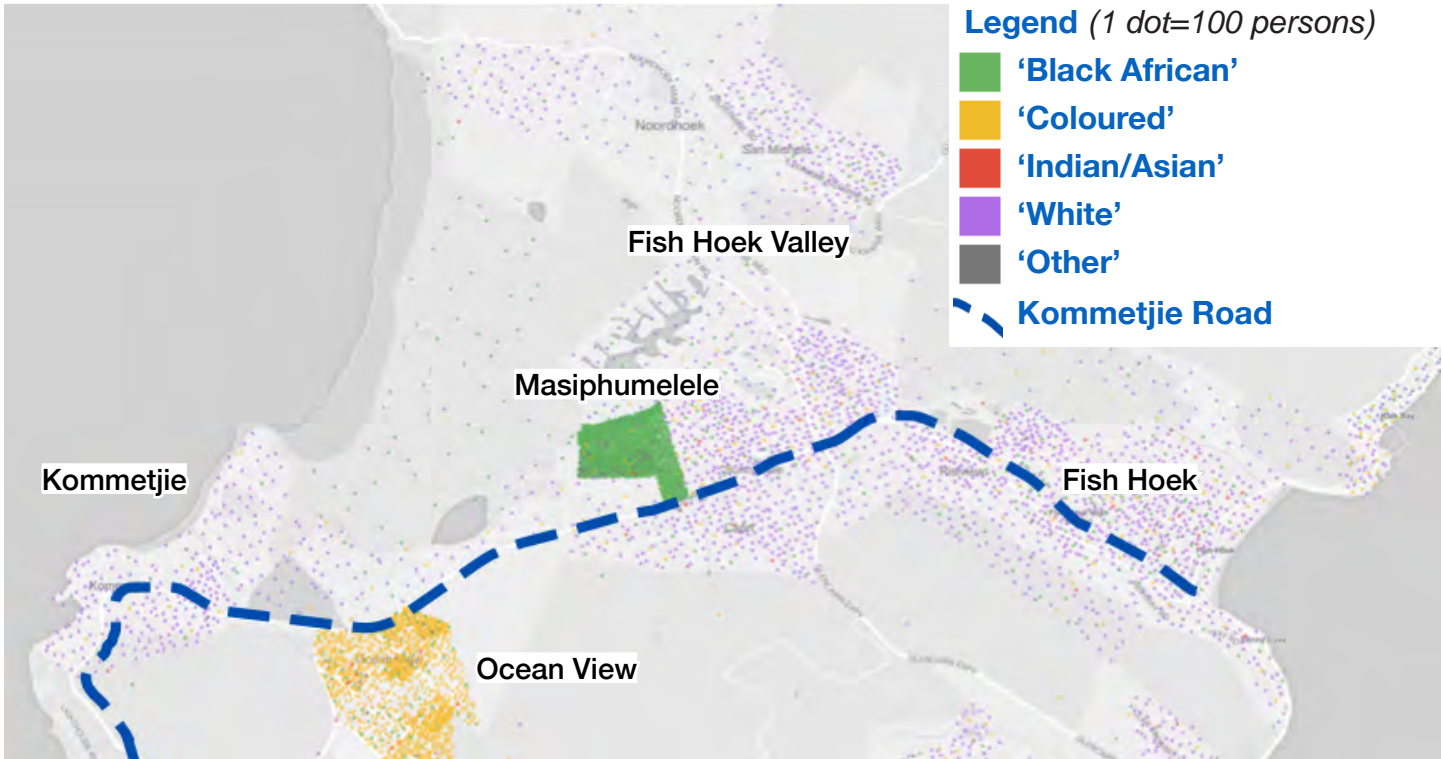 Legend (1 dot=100 persons)
‘Black African’
‘Coloured’
‘Indian/Asian’
‘White’
‘Other’
Kommetjie Road
Noordhoek
Fish Hoek Valley
Masiphumelele
Kommetjie
Fish Hoek
Ocean View